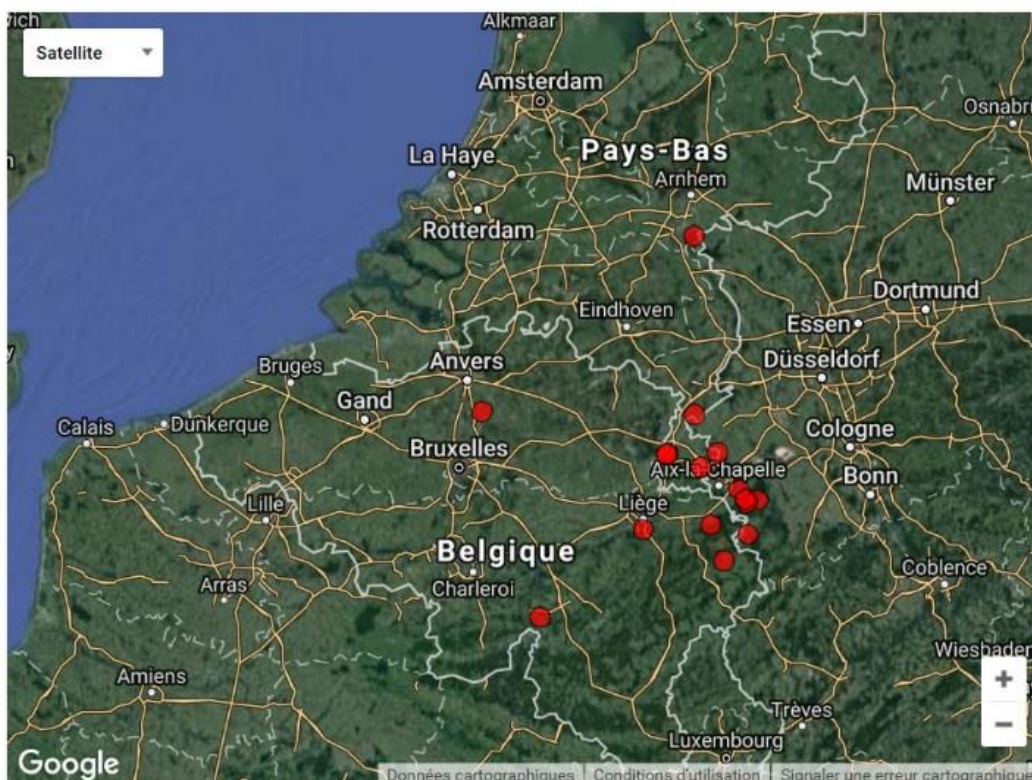 vich
Alkmaar
Satellite
Amsterdam
Osnabrü
La Haye
Pays-Bas
Arnhem
Münster
Rotterdam
Dortmund
Eindhoven
Essen
Düsseldorf
Anvers
Bruges
Gand
Dunkerque
Calais
Cologne
Bruxelles
Aix-la-Chapelle
Bonn
Liège
Lille
Belgique
Charleroi
Coblence
Arras
Wiesbaden
Amiens
Trèves
Luxembourg
Google
Données cartographiques Conditions d'utilisation Signaler une erreur cartographique